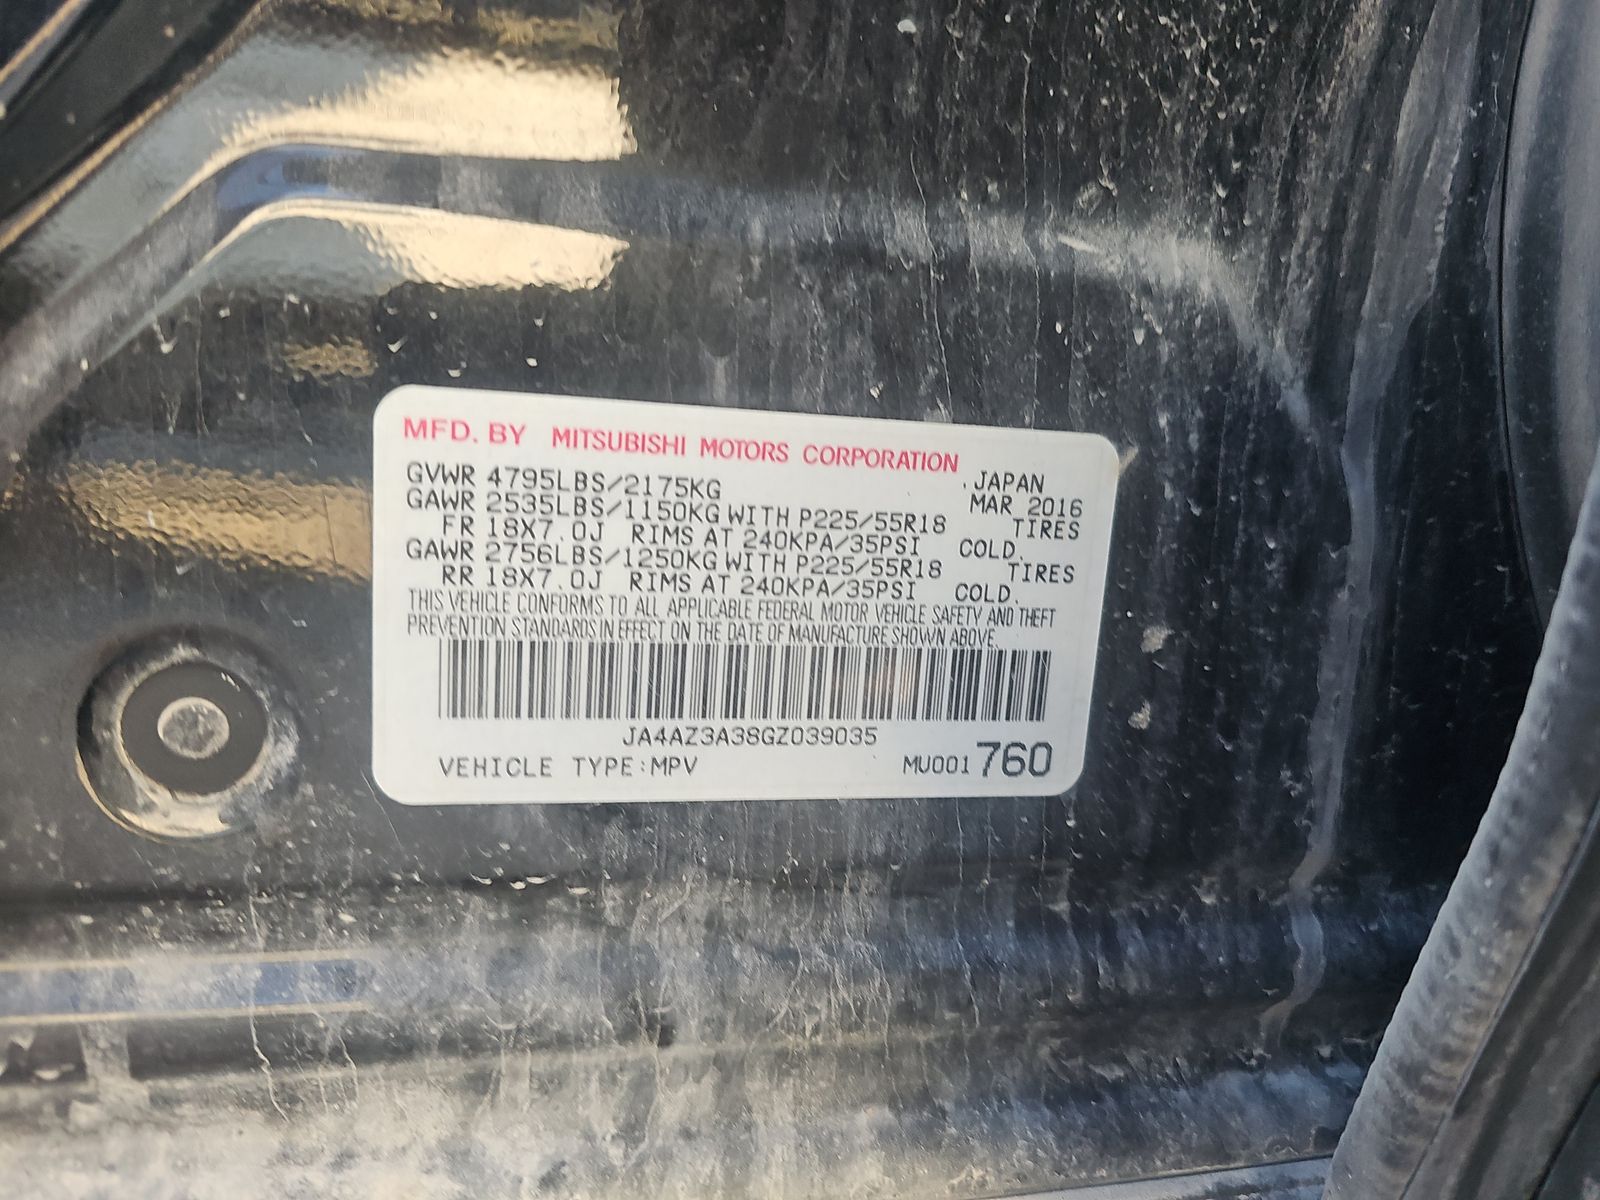 MFD. BY MITSUBISHI MOTORS CORPORATION
.JAPAN
GVWR 4795LBS/2175KG MAR 2016
GAWR 2535LBS/1150KG WITH P225/55R18 TIRES
FR 18X7.0J RIMS AT 240KPA/35PSI COLD.
GAWR 2756LBS/1250KG WITH P225/55R18 TIRES
RR 18X7.0J RIMS AT 240KPA/35PSI COLD.
THIS VEHICLE CONFORMS TO ALL APPLICABLE FEDERAL MOTOR VEHICLE SAFETY AND THEFT
PREVENTION STANDARDS IN EFFECT ON THE DATE OF MANUFACTURE SHOWN ABOVE.
JA4AZ3A38GZ039035
VEHICLE TYPE:MPV MU001 760